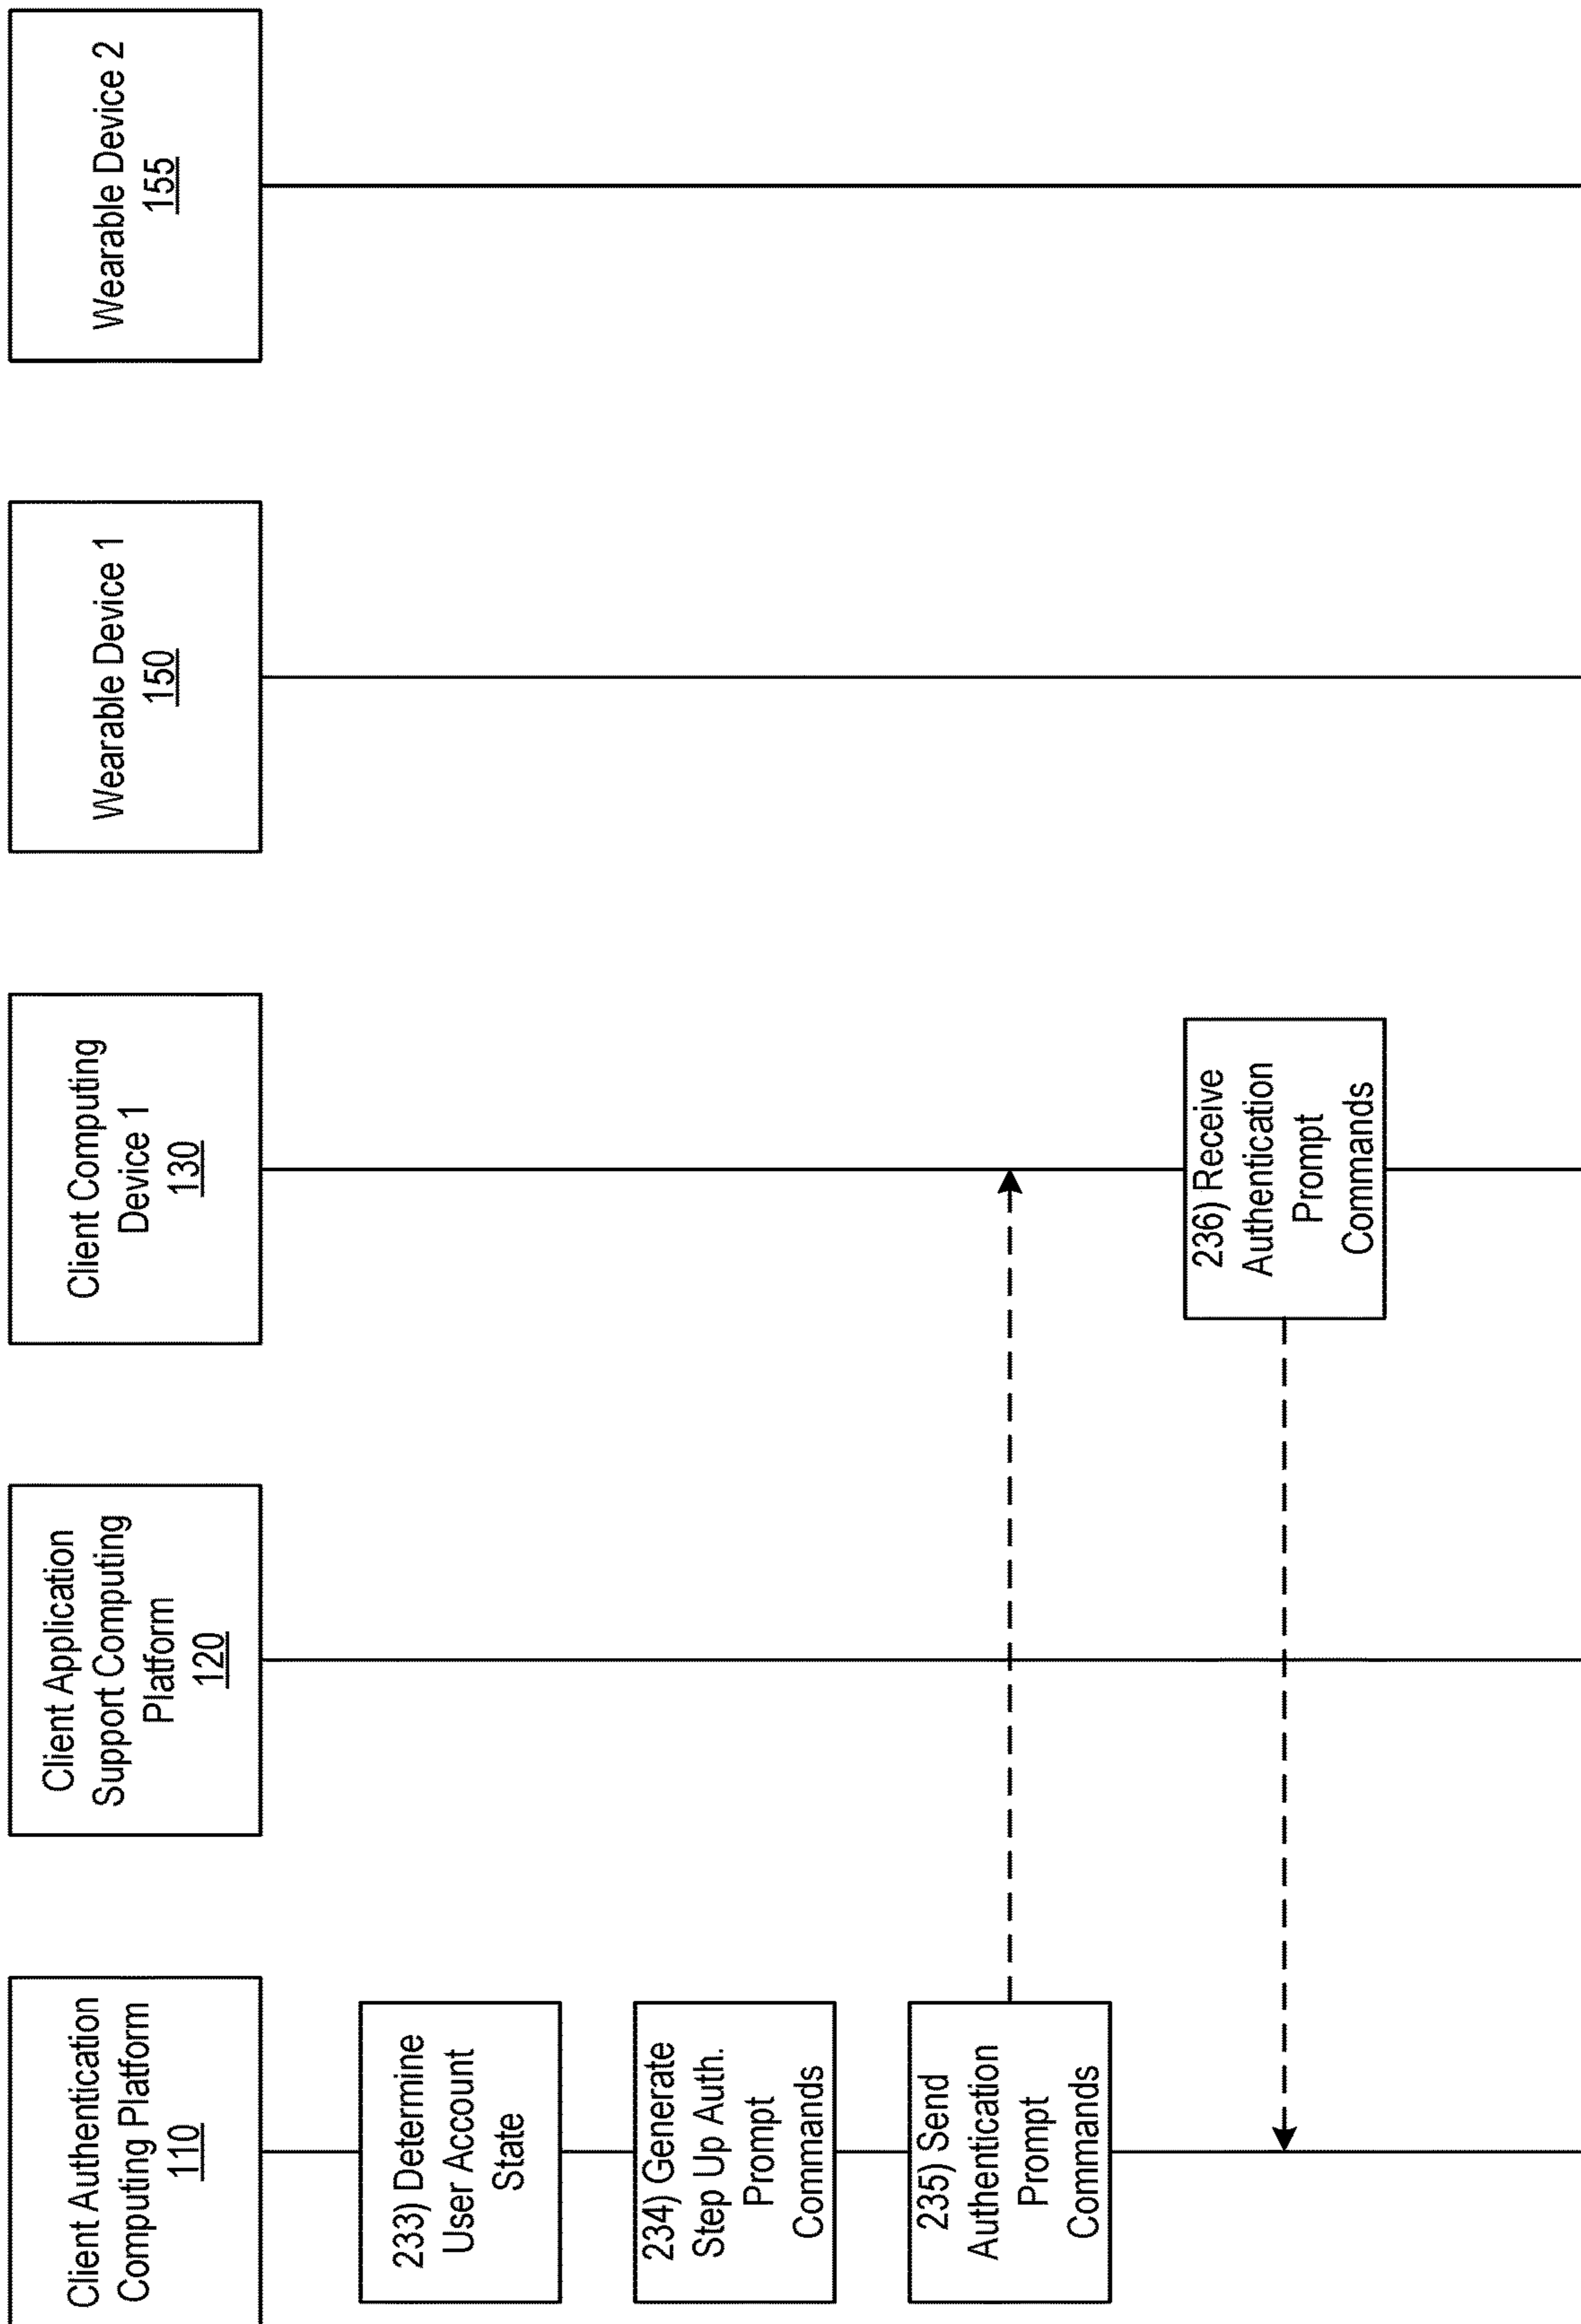 Client Authentication
Computing Platform
110
Client Application
Support Computing
Platform
120
Client Computing
Device 1
130
Wearable Device 1
150
Wearable Device 2
155
233) Determine
User Account
State
234) Generate
Step Up Auth.
Prompt
Commands
235) Send
Authentication
Prompt
Commands
236) Receive
Authentication
Prompt
Commands